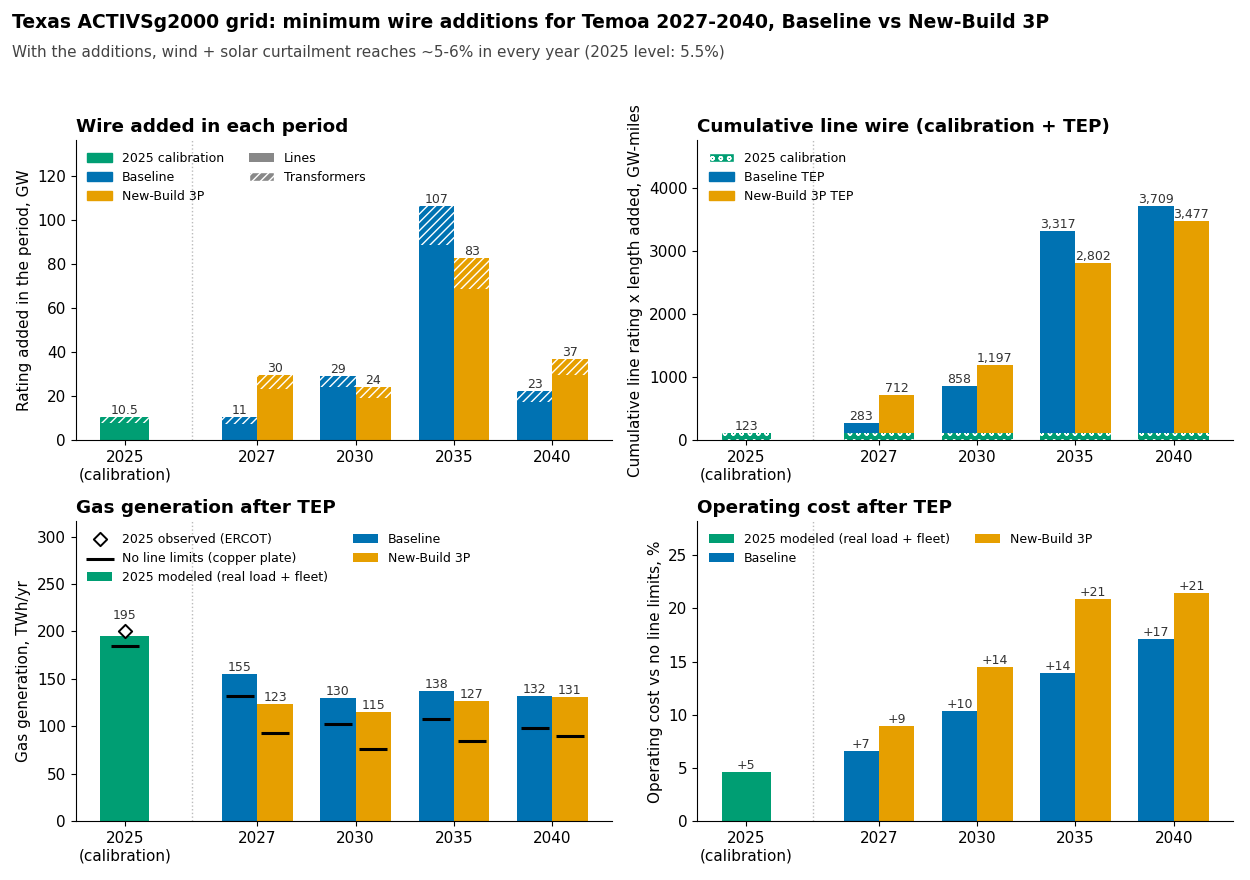 Texas ACTIVSg2000 grid: minimum wire additions for Temoa 2027-2040, Baseline vs New-Build 3P
With the additions, wind + solar curtailment reaches ~5-6% in every year (2025 level: 5.5%)
Wire added in each period
Rating added in the period, GW
2025 calibration
Baseline
New-Build 3P
Lines
Transformers
120
100
80
60
40
20
0
10.5
11
30
29
24
107
83
23
37
2025
(calibration)
2027
2030
2035
2040
Cumulative line wire (calibration + TEP)
Cumulative line rating x length added, GW-miles
2025 calibration
Baseline TEP
New-Build 3P TEP
4000
3000
2000
1000
0
123
283
712
858
1,197
3,317
2,802
3,709
3,477
2025
(calibration)
2027
2030
2035
2040
Gas generation after TEP
Gas generation, TWh/yr
2025 observed (ERCOT)
No line limits (copper plate)
2025 modeled (real load + fleet)
Baseline
New-Build 3P
300
250
200
150
100
50
0
195
155
123
130
115
138
127
132
131
2025
(calibration)
2027
2030
2035
2040
Operating cost after TEP
Operating cost vs no line limits, %
2025 modeled (real load + fleet)
Baseline
New-Build 3P
25
20
15
10
5
0
+5
+7
+9
+10
+14
+14
+21
+17
+21
2025
(calibration)
2027
2030
2035
2040